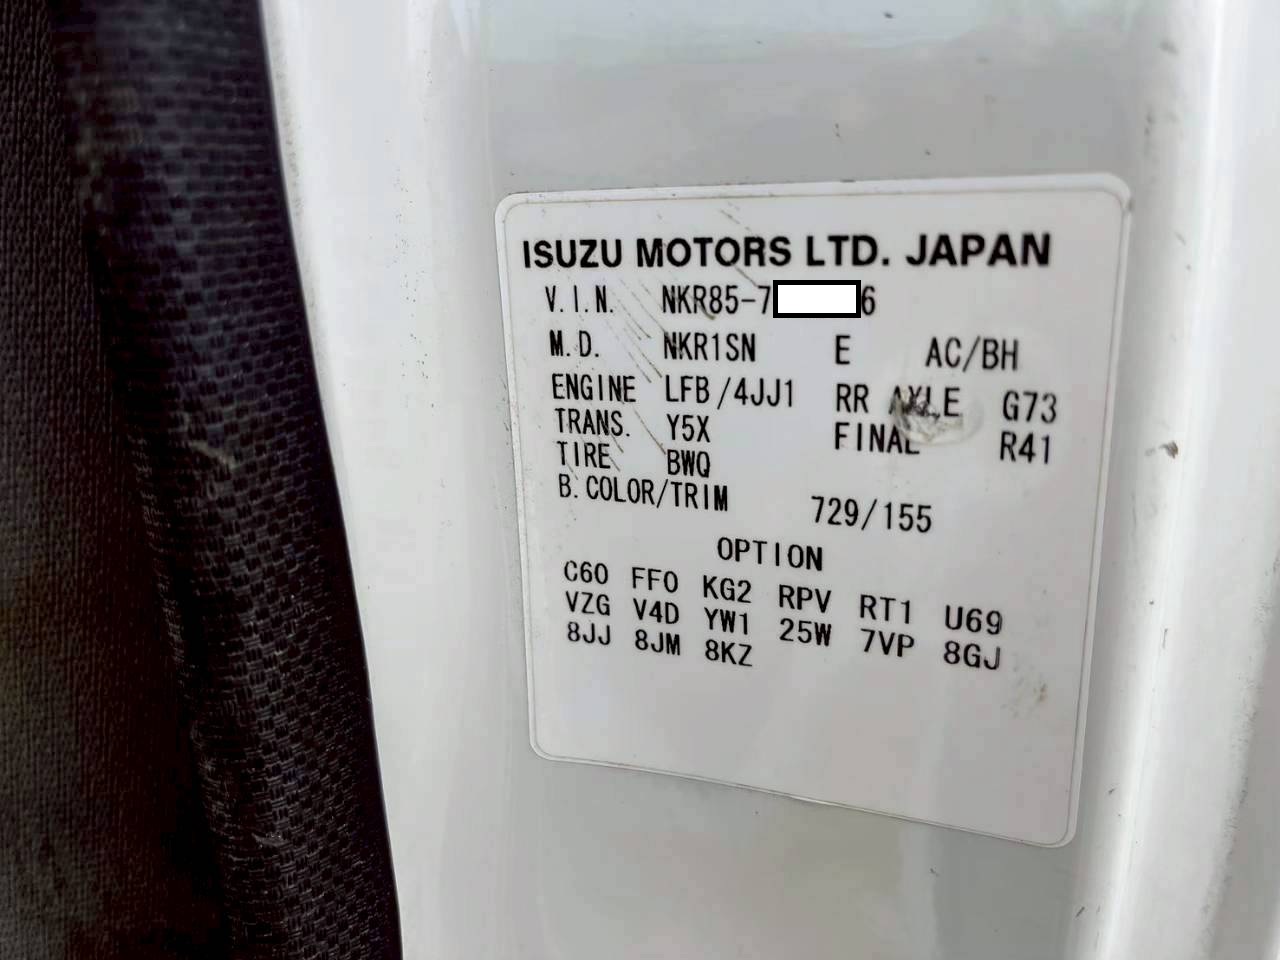 ISUZU MOTORS LTD. JAPAN
V.I.N. NKR85-7 6
M.D. NKR1SN E AC/BH
ENGINE LFB/4JJ1 RR AXLE G73
TRANS. Y5X FINAL R41
TIRE BWQ
B.COLOR/TRIM 729/155
OPTION
C60 FF0 KG2 RPV RT1 U69
VZG V4D YW1 25W 7VP 8GJ
8JJ 8JM 8KZ